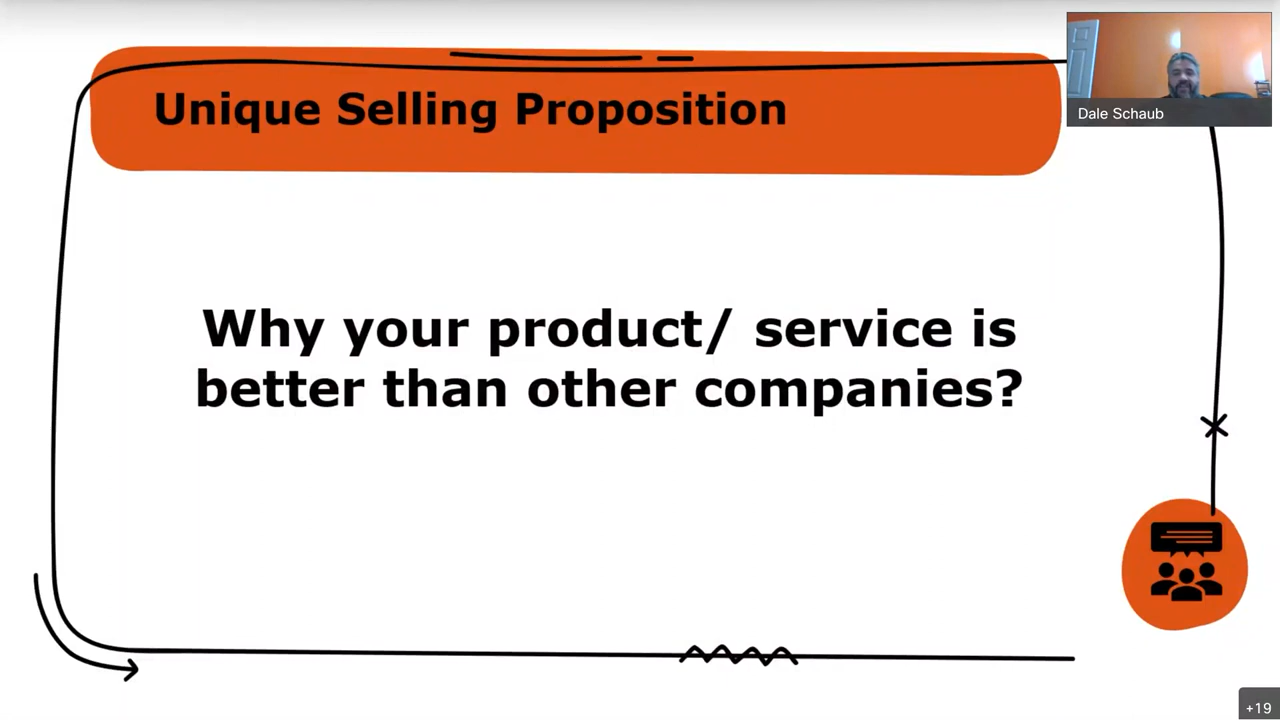 Unique Selling Proposition
Dale Schaub
Why your product/ service is
better than other companies?
+19